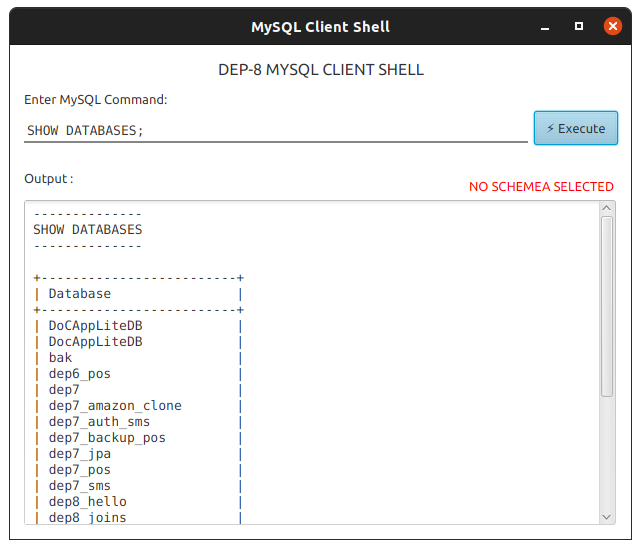 MySQL Client Shell
DEP-8 MYSQL CLIENT SHELL
Enter MySQL Command:
SHOW DATABASES;
⚡ Execute
Output :
NO SCHEMEA SELECTED
--------------
SHOW DATABASES
--------------
+-------------------------+
| Database                |
+-------------------------+
| DoCAppLiteDB            |
| DocAppLiteDB            |
| bak                     |
| dep6_pos                |
| dep7                    |
| dep7_amazon_clone       |
| dep7_auth_sms           |
| dep7_backup_pos         |
| dep7_jpa                |
| dep7_pos                |
| dep7_sms                |
| dep8_hello              |
| dep8_joins              |